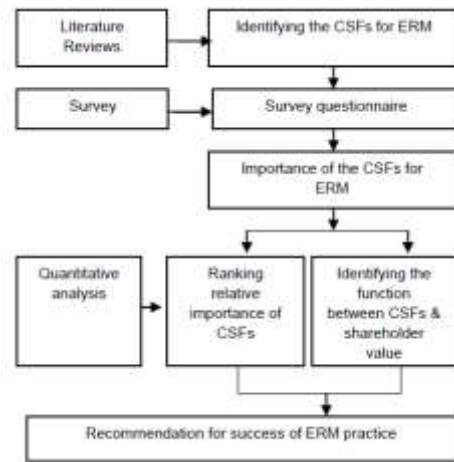 Literature
Reviews
Identifying the CSFs for ERM
Survey
Survey questionnaire
Importance of the CSFs for
ERM
Quantitative
analysis
Ranking
relative
importance of
CSFs
Identifying the
function
between CSFs &
shareholder
value
Recommendation for success of ERM practice